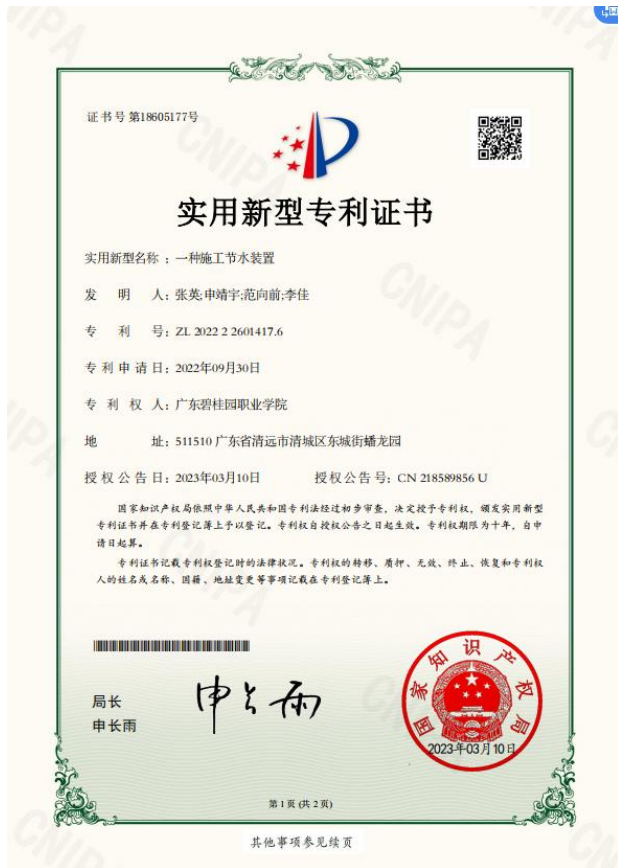 证书号第18605177号
实用新型专利证书
实用新型名称：一种施工节水装置
发明人：张英;申靖宇;范向前;李佳
专利号：ZL 2022 2 2601417.6
专利申请日：2022年09月30日
专利权人：广东碧桂园职业学院
地址：511510 广东省清远市清城区东城街蟠龙园
授权公告日：2023年03月10日 授权公告号：CN 218589856 U
国家知识产权局依照中华人民共和国专利法经过初步审查，决定授予专利权，颁发实用新型
专利证书并在专利登记簿上予以登记。专利权自授权公告之日起生效。专利权期限为十年，自申
请日起算。
专利证书记载专利权登记时的法律状况。专利权的转移、质押、无效、终止、恢复和专利权
人的姓名或名称、国籍、地址变更等事项记载在专利登记簿上。
局长
申长雨
申长雨
国家知识产权局
2023年03月10日
第1页(共2页)
其他事项参见续页
CNIPA
CNIPA
CNIPA
CNIPA